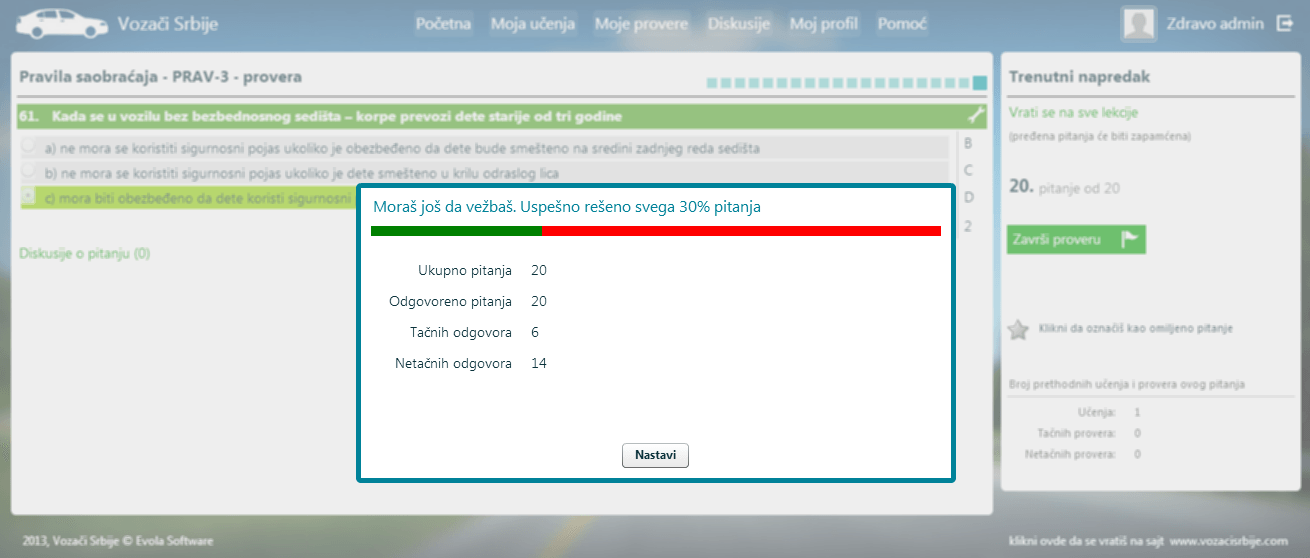 Vozači Srbije
Početna Moja učenja Moje provere Diskusije Moj profil Pomoć
Zdravo admin
Pravila saobraćaja - PRAV-3 - provera
61. Kada se u vozilu bez bezbednosnog sedišta – korpe prevozi dete starije od tri godine
a) ne mora se koristiti sigurnosni pojas ukoliko je obezbeđeno da dete bude smešteno na sredini zadnjeg reda sedišta
b) ne mora se koristiti sigurnosni pojas ukoliko je dete smešteno u krilu odraslog lica
c) mora biti obezbeđeno da dete koristi sigurnosni
B
C
D
2
Diskusije o pitanju (0)
Moraš još da vežbaš. Uspešno rešeno svega 30% pitanja
Ukupno pitanja 20
Odgovoreno pitanja 20
Tačnih odgovora 6
Netačnih odgovora 14
Nastavi
Trenutni napredak
Vrati se na sve lekcije
(pređena pitanja će biti zapamćena)
20. pitanje od 20
Završi proveru
Klikni da označiš kao omiljeno pitanje
Broj prethodnih učenja i provera ovog pitanja
Učenja: 1
Tačnih provera: 0
Netačnih provera: 0
2013, Vozači Srbije © Evola Software
klikni ovde da se vratiš na sajt www.vozacisrbije.com